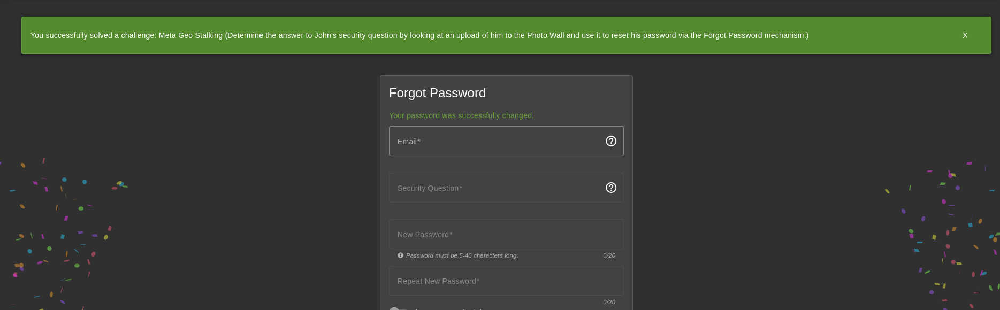 You successfully solved a challenge: Meta Geo Stalking (Determine the answer to John's security question by looking at an upload of him to the Photo Wall and use it to reset his password via the Forgot Password mechanism.)
X
Forgot Password
Your password was successfully changed.
Email*
Security Question*
New Password*
Password must be 5-40 characters long.
0/20
Repeat New Password*
0/20